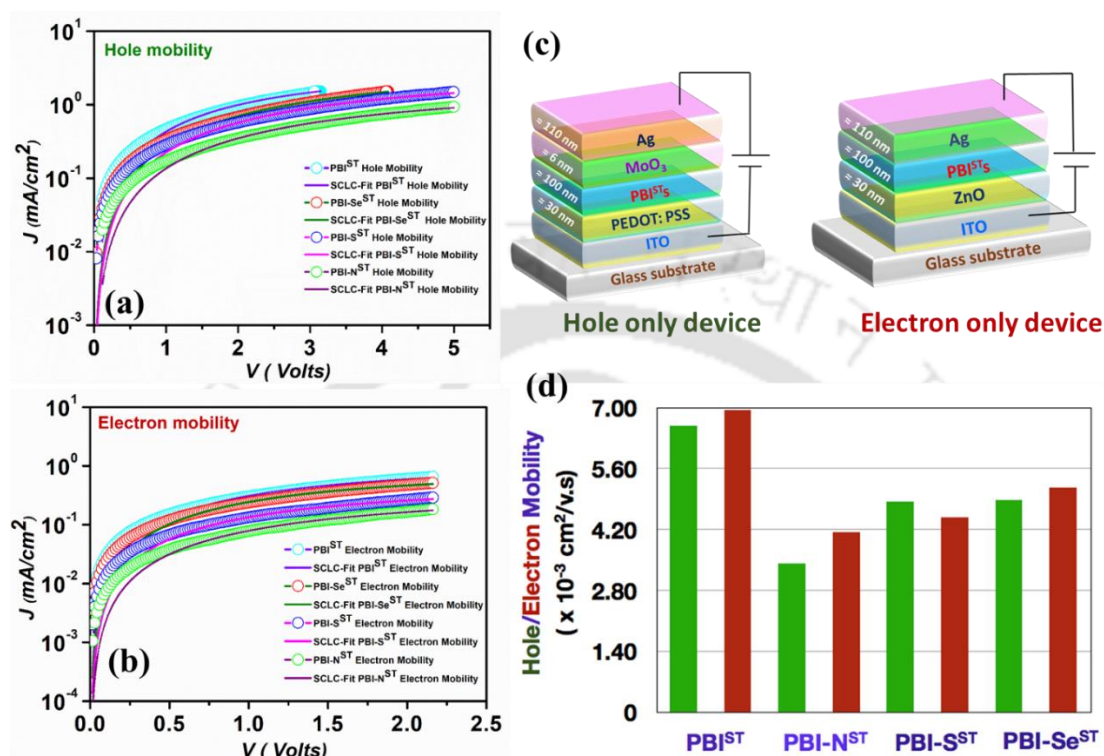 Hole mobility
10¹
10⁰
10⁻¹
10⁻²
10⁻³
J (mA/cm²)
PBIˢᵀ Hole Mobility
SCLC-Fit PBIˢᵀ Hole Mobility
PBI-Seˢᵀ Hole Mobility
SCLC-Fit PBI-Seˢᵀ Hole Mobility
PBI-Sˢᵀ Hole Mobility
SCLC-Fit PBI-Sˢᵀ Hole Mobility
PBI-Nˢᵀ Hole Mobility
SCLC-Fit PBI-Nˢᵀ Hole Mobility
(a)
0 1 2 3 4 5
V ( Volts)
Electron mobility
10¹
10⁰
10⁻¹
10⁻²
10⁻³
10⁻⁴
J (mA/cm²)
PBIˢᵀ Electron Mobility
SCLC-Fit PBIˢᵀ Electron Mobility
PBI-Seˢᵀ Electron Mobility
SCLC-Fit PBI-Seˢᵀ Electron Mobility
PBI-Sˢᵀ Electron Mobility
SCLC-Fit PBI-Sˢᵀ Electron Mobility
PBI-Nˢᵀ Electron Mobility
SCLC-Fit PBI-Nˢᵀ Electron Mobility
(b)
0.0 0.5 1.0 1.5 2.0 2.5
V ( Volts)
(c)
≈ 110 nm
Ag
≈ 6 nm
MoO₃
≈ 100 nm
PBIˢᵀs
≈ 30 nm
PEDOT: PSS
ITO
Glass substrate
Hole only device
≈ 110 nm
Ag
≈ 100 nm
PBIˢᵀs
≈ 30 nm
ZnO
ITO
Glass substrate
Electron only device
(d)
Hole/Electron Mobility
( x 10⁻³ cm²/v.s)
7.00
5.60
4.20
2.80
1.40
0
PBIˢᵀ PBI-Nˢᵀ PBI-Sˢᵀ PBI-Seˢᵀ